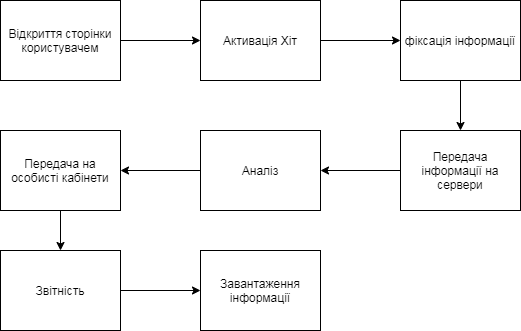 Відкриття сторінки
користувачем
Активація Хіт
фіксація інформації
Передача
інформації на
сервери
Аналіз
Передача на
особисті кабінети
Звітність
Завантаження
інформації